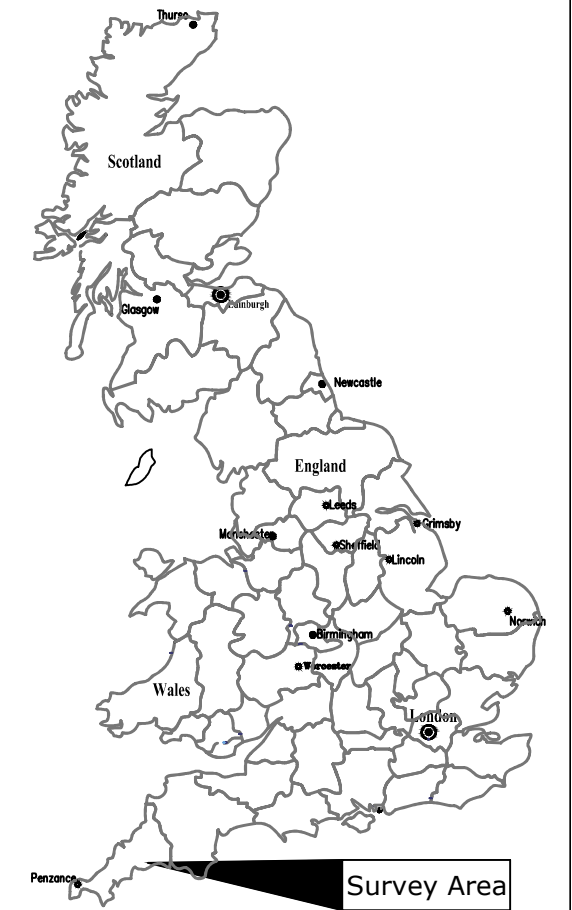 Thurso
Scotland
Glasgow
Edinburgh
Newcastle
England
Leeds
Grimsby
Manchester
Sheffield
Lincoln
Norwich
Birmingham
Worcester
Wales
London
Penzance
Survey Area